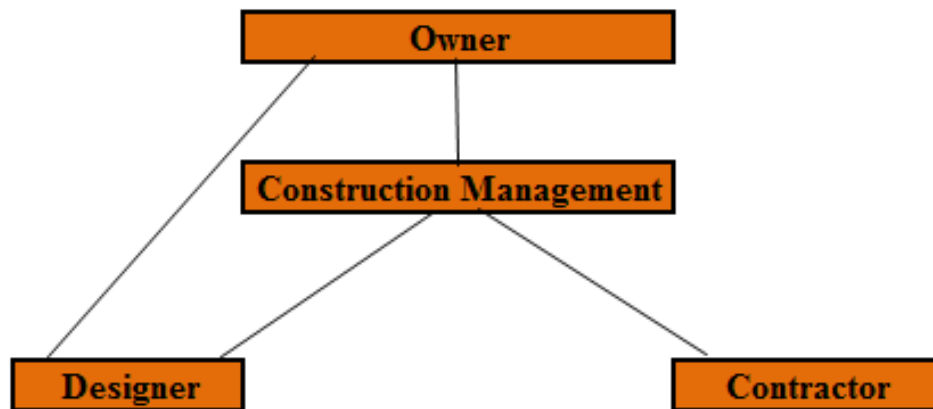 Owner
Construction Management
Designer
Contractor